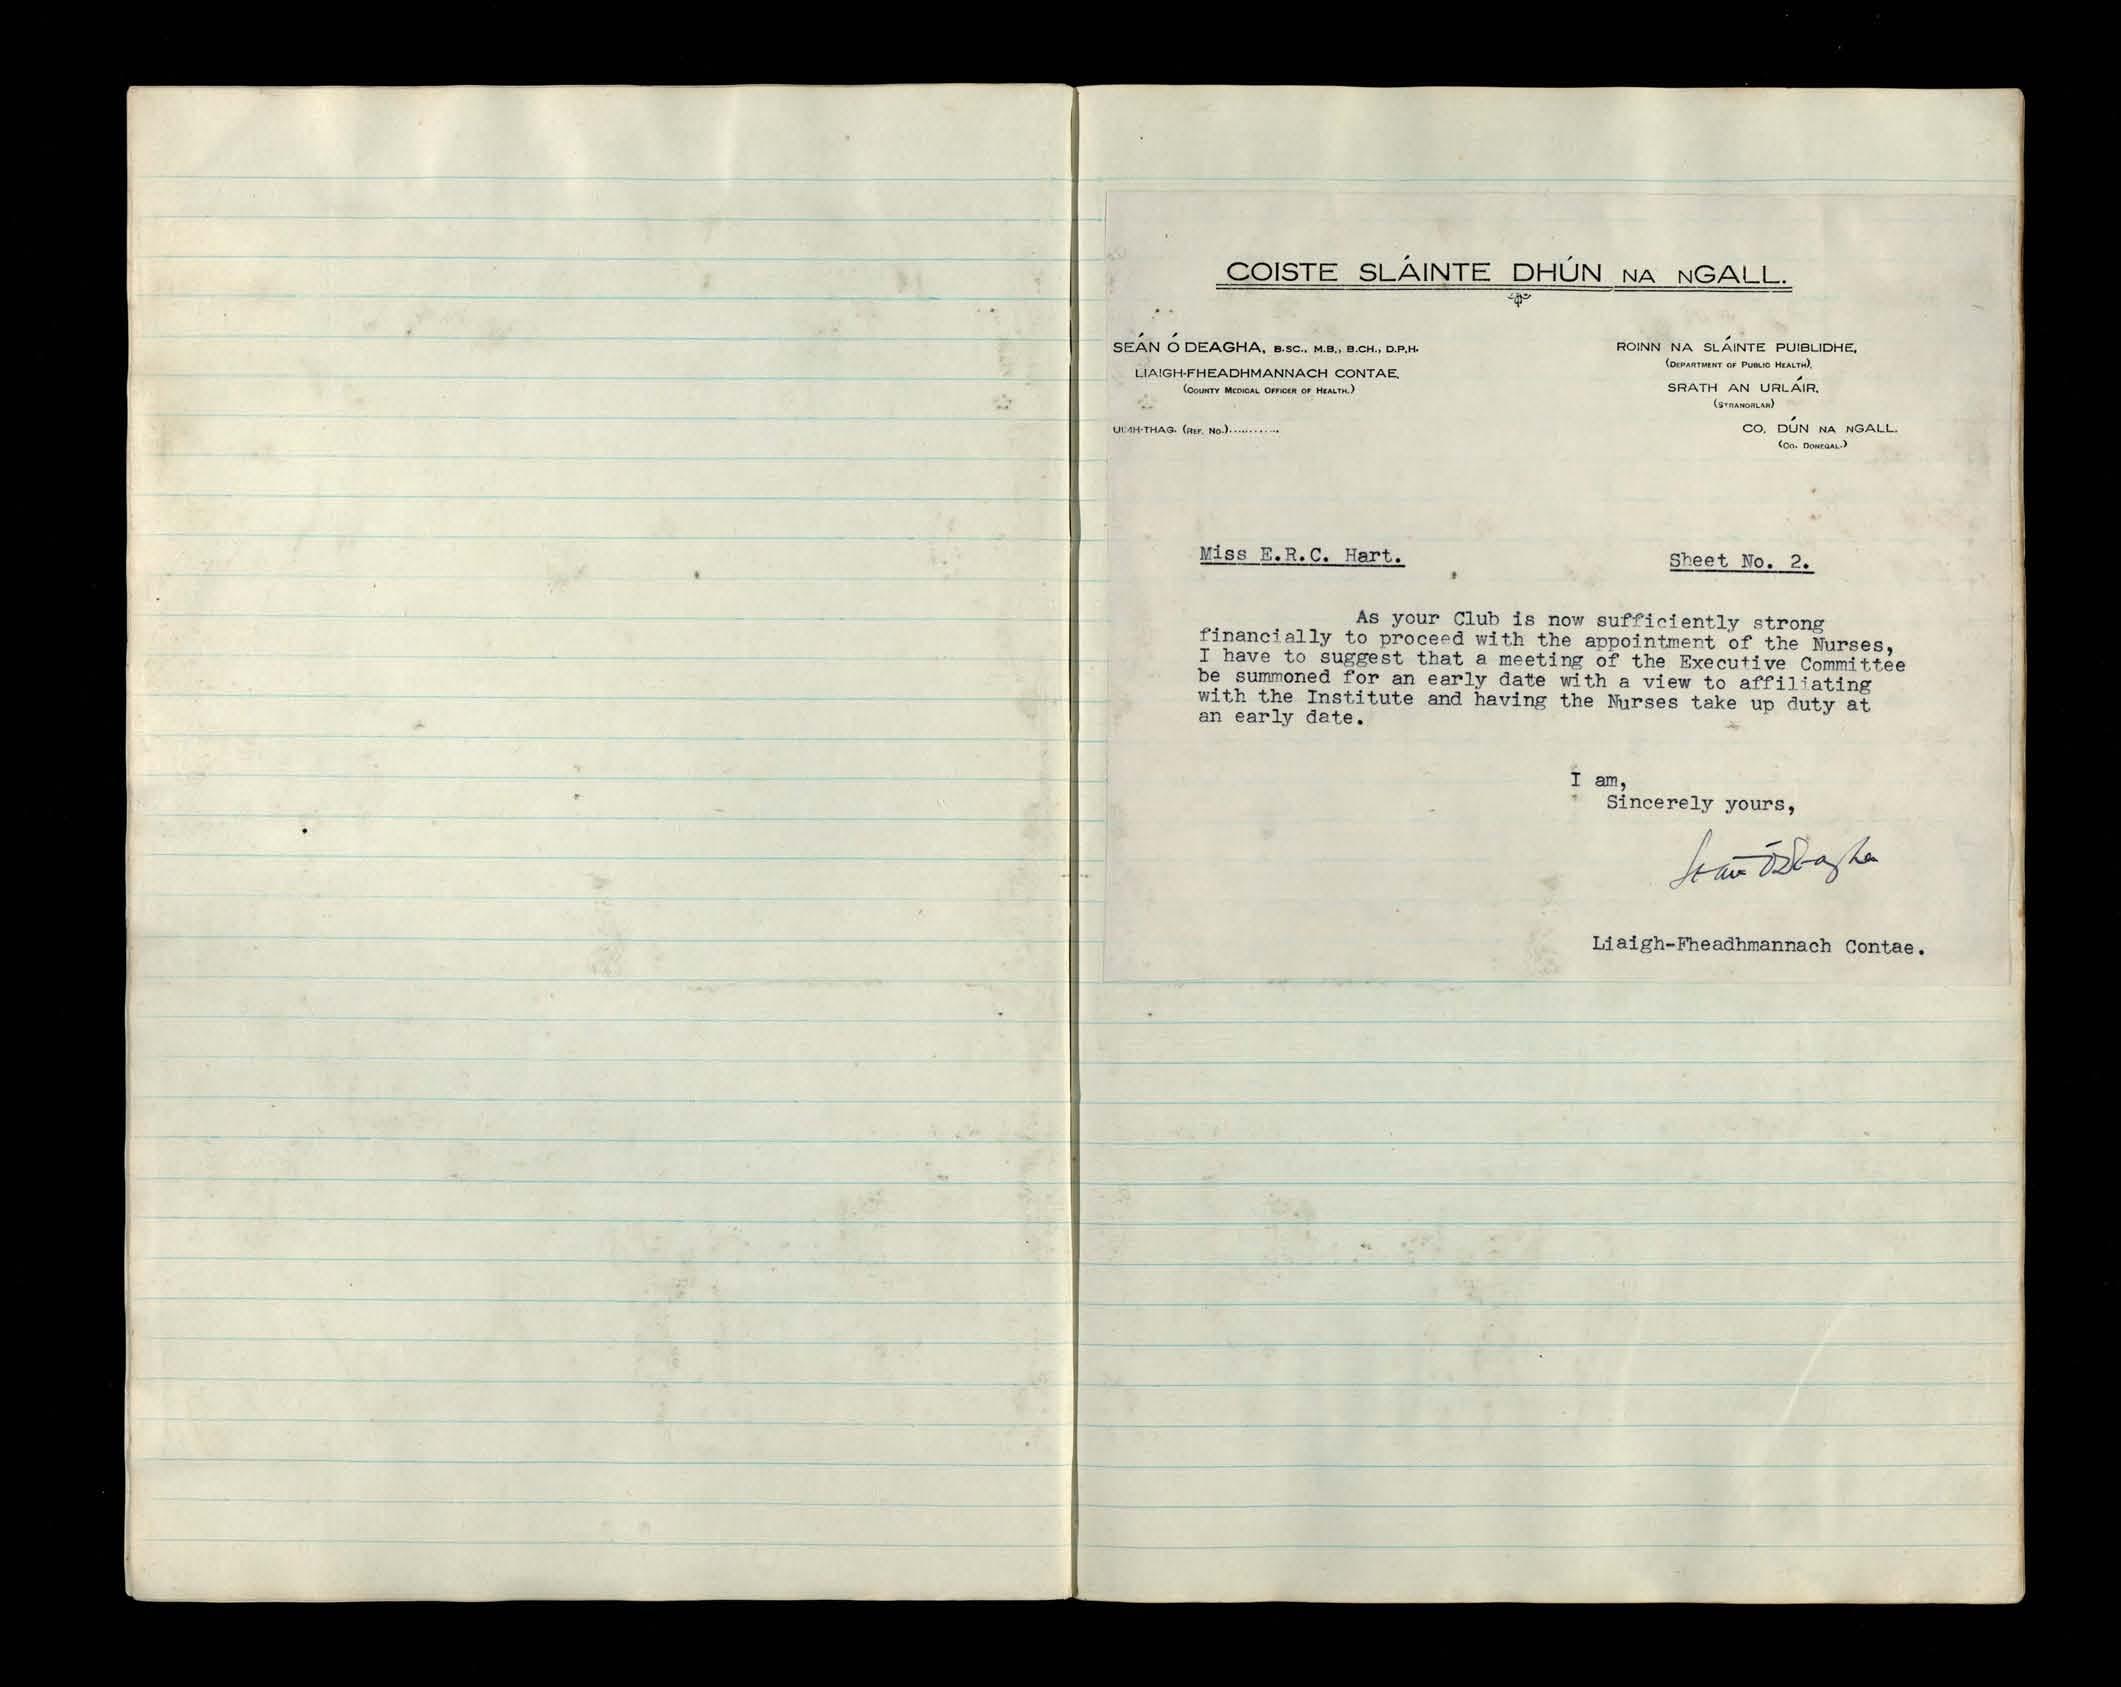 COISTE SLÁINTE DHÚN NA NGALL.
SEÁN Ó DEAGHA, B.SC., M.B., B.CH., D.P.H.
LIAIGH-FHEADHMANNACH CONTAE.
(COUNTY MEDICAL OFFICER OF HEALTH.)
UIMH-THAG. (REF. NO.)...........
ROINN NA SLÁINTE PUIBLIDHE,
(DEPARTMENT OF PUBLIC HEALTH),
SRATH AN URLÁIR,
(STRANORLAR)
CO. DÚN NA NGALL.
(CO. DONEGAL.)
Miss E.R.C. Hart. Sheet No. 2.
As your Club is now sufficiently strong
financially to proceed with the appointment of the Nurses,
I have to suggest that a meeting of the Executive Committee
be summoned for an early date with a view to affiliating
with the Institute and having the Nurses take up duty at
an early date.
I am,
Sincerely yours,
Seán Ó Deagha
Liaigh-Fheadhmannach Contae.